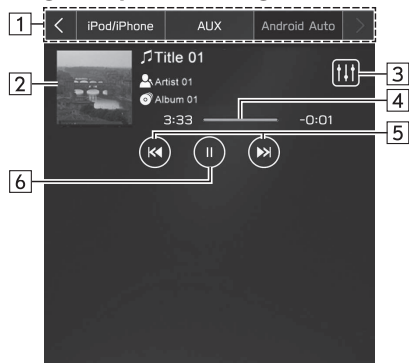 1 iPod/iPhone AUX Android Auto
2 Title 01
Artist 01 3
Album 01 4
3:33 -0:01
5
6